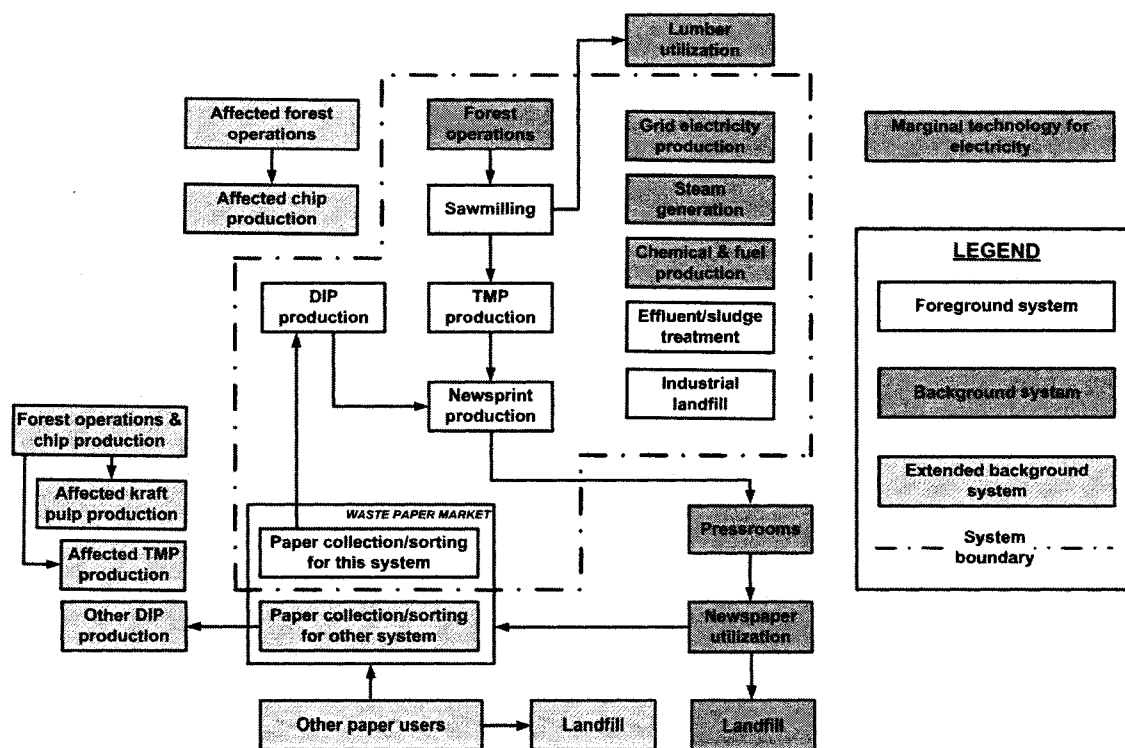 Lumber
utilization
Affected forest
operations
Forest
operations
Grid electricity
production
Marginal technology for
electricity
Affected chip
production
Sawmilling
Steam
generation
Chemical & fuel
production
LEGEND
Foreground system
Background system
Extended background
system
System
boundary
DIP
production
TMP
production
Effluent/sludge
treatment
Newsprint
production
Industrial
landfill
Forest operations &
chip production
Affected kraft
pulp production
Affected TMP
production
Other DIP
production
WASTE PAPER MARKET
Paper collection/sorting
for this system
Paper collection/sorting
for other system
Pressrooms
Newspaper
utilization
Other paper users
Landfill
Landfill